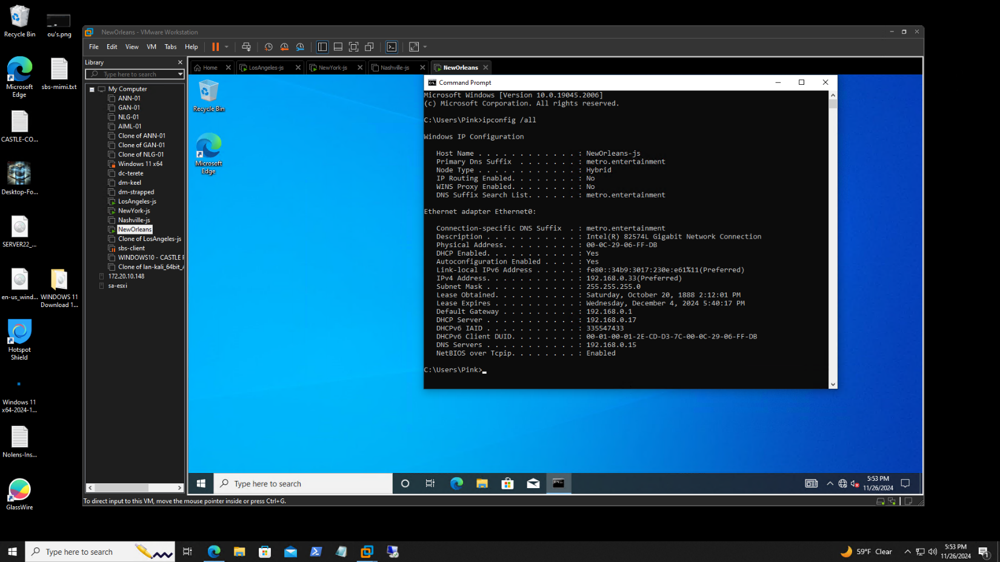 Recycle Bin
ou's.png
Microsoft Edge
sbs-mimi.txt
CASTLE-CO...
Desktop-Fo...
SERVER22_...
en-us_wind...
WINDOWS 11 Download 1...
Hotspot Shield
Windows 11 x64-2024-1...
Nolens-Ins...
GlassWire
NewOrleans - VMware Workstation
File Edit View VM Tabs Help
Library
Type here to search
My Computer
ANN-01
GAN-01
NLG-01
AIML-01
Clone of ANN-01
Clone of GAN-01
Clone of NLG-01
Windows 11 x64
dc-terete
dm-keel
dm-strapped
LosAngeles-js
NewYork-js
Nashville-js
NewOrleans
Clone of LosAngeles-js
sbs-client
WINDOWS10 - CASTLE
Clone of lan-kali_64bit_
172.20.10.148
sa-esxi
Home LosAngeles-js NewYork-js Nashville-js NewOrleans
Recycle Bin
Microsoft Edge
Command Prompt
Microsoft Windows [Version 10.0.19045.2006]
(c) Microsoft Corporation. All rights reserved.
C:\Users\Pink>ipconfig /all
Windows IP Configuration
Host Name . . . . . . . . . . . . : NewOrleans-js
Primary Dns Suffix  . . . . . . . : metro.entertainment
Node Type . . . . . . . . . . . . : Hybrid
IP Routing Enabled. . . . . . . . : No
WINS Proxy Enabled. . . . . . . . : No
DNS Suffix Search List. . . . . . : metro.entertainment
Ethernet adapter Ethernet0:
Connection-specific DNS Suffix  . : metro.entertainment
Description . . . . . . . . . . . : Intel(R) 82574L Gigabit Network Connection
Physical Address. . . . . . . . . : 00-0C-29-06-FF-DB
DHCP Enabled. . . . . . . . . . . : Yes
Autoconfiguration Enabled . . . . : Yes
Link-local IPv6 Address . . . . . : fe80::34b9:3017:230e:e61%11(Preferred)
IPv4 Address. . . . . . . . . . . : 192.168.0.33(Preferred)
Subnet Mask . . . . . . . . . . . : 255.255.255.0
Lease Obtained. . . . . . . . . . : Saturday, October 20, 1888 2:12:01 PM
Lease Expires . . . . . . . . . . : Wednesday, December 4, 2024 5:40:17 PM
Default Gateway . . . . . . . . . : 192.168.0.1
DHCP Server . . . . . . . . . . . : 192.168.0.17
DHCPv6 IAID . . . . . . . . . . . : 335547433
DHCPv6 Client DUID. . . . . . . . : 00-01-00-01-2E-CD-D3-7C-00-0C-29-06-FF-DB
DNS Servers . . . . . . . . . . . : 192.168.0.15
NetBIOS over Tcpip. . . . . . . . : Enabled
C:\Users\Pink>
Type here to search
5:53 PM
11/26/2024
To direct input to this VM, move the mouse pointer inside or press Ctrl+G.
Type here to search
59°F Clear
5:53 PM
11/26/2024
1